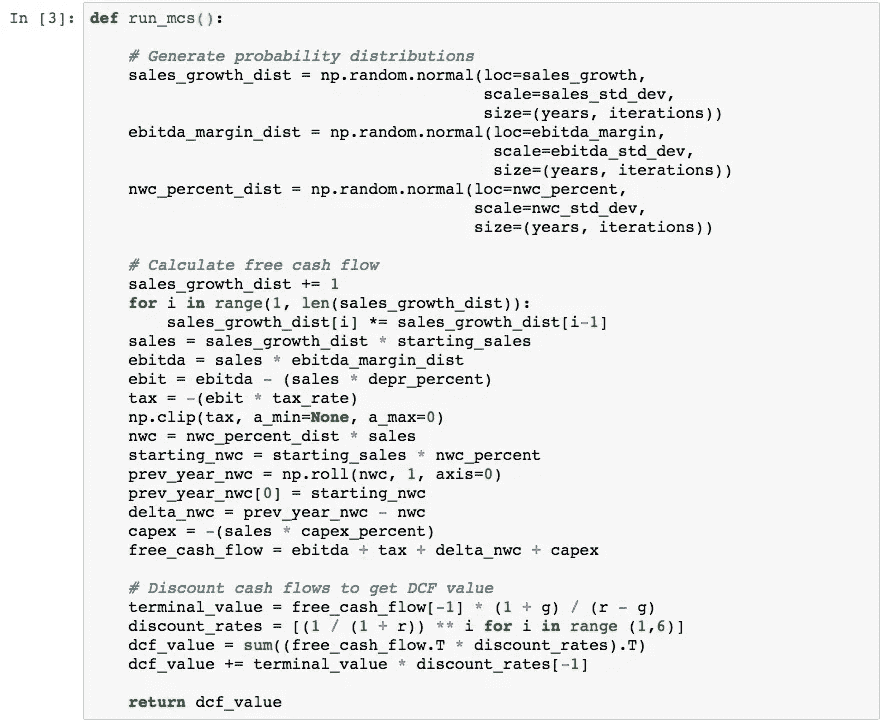 In [3]: def run_mcs():
# Generate probability distributions
sales_growth_dist = np.random.normal(loc=sales_growth,
scale=sales_std_dev,
size=(years, iterations))
ebitda_margin_dist = np.random.normal(loc=ebitda_margin,
scale=ebitda_std_dev,
size=(years, iterations))
nwc_percent_dist = np.random.normal(loc=nwc_percent,
scale=nwc_std_dev,
size=(years, iterations))
# Calculate free cash flow
sales_growth_dist += 1
for i in range(1, len(sales_growth_dist)):
sales_growth_dist[i] *= sales_growth_dist[i-1]
sales = sales_growth_dist * starting_sales
ebitda = sales * ebitda_margin_dist
ebit = ebitda - (sales * depr_percent)
tax = -(ebit * tax_rate)
np.clip(tax, a_min=None, a_max=0)
nwc = nwc_percent_dist * sales
starting_nwc = starting_sales * nwc_percent
prev_year_nwc = np.roll(nwc, 1, axis=0)
prev_year_nwc[0] = starting_nwc
delta_nwc = prev_year_nwc - nwc
capex = -(sales * capex_percent)
free_cash_flow = ebitda + tax + delta_nwc + capex
# Discount cash flows to get DCF value
terminal_value = free_cash_flow[-1] * (1 + g) / (r - g)
discount_rates = [(1 / (1 + r)) ** i for i in range (1,6)]
dcf_value = sum((free_cash_flow.T * discount_rates).T)
dcf_value += terminal_value * discount_rates[-1]
return dcf_value